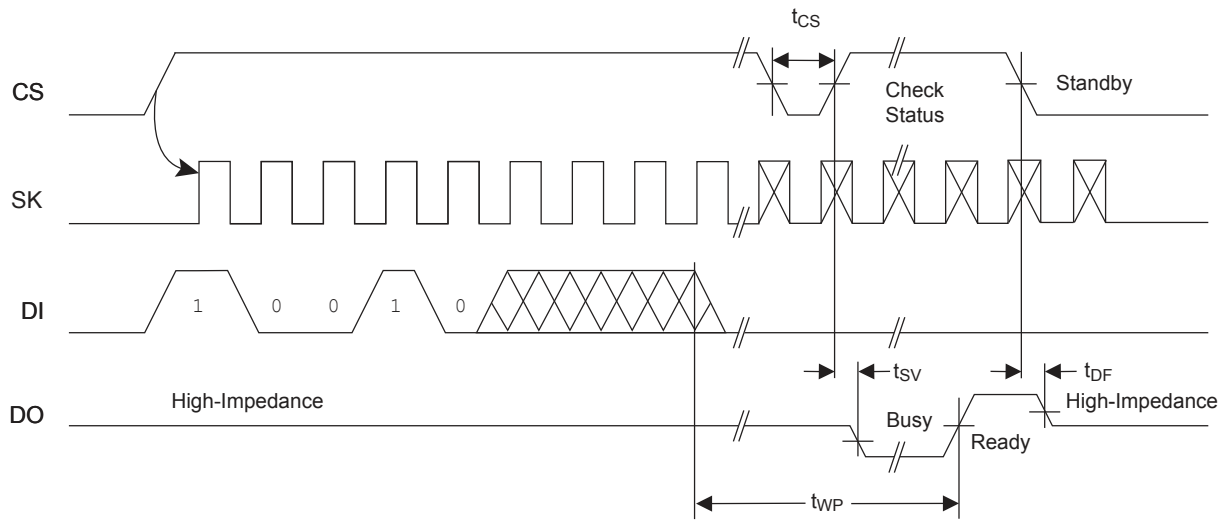 tCS
CS
Check
Status
Standby
SK
DI
1 0 0 1 0
tSV
tDF
DO
High-Impedance
Busy
Ready
High-Impedance
tWP